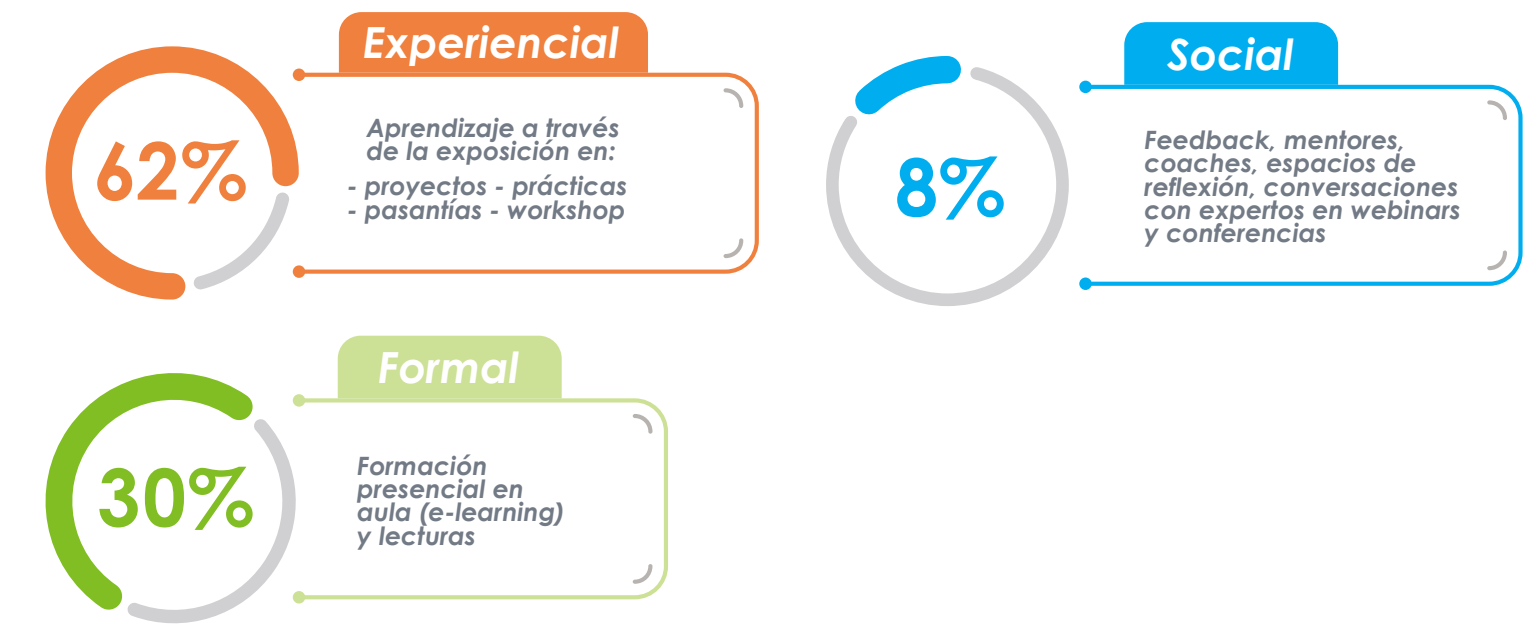 Experiencial
62%
Aprendizaje a través
de la exposición en:
- proyectos - prácticas
- pasantías - workshop
Social
8%
Feedback, mentores,
coaches, espacios de
reflexión, conversaciones
con expertos en webinars
y conferencias
Formal
30%
Formación
presencial en
aula (e-learning)
y lecturas